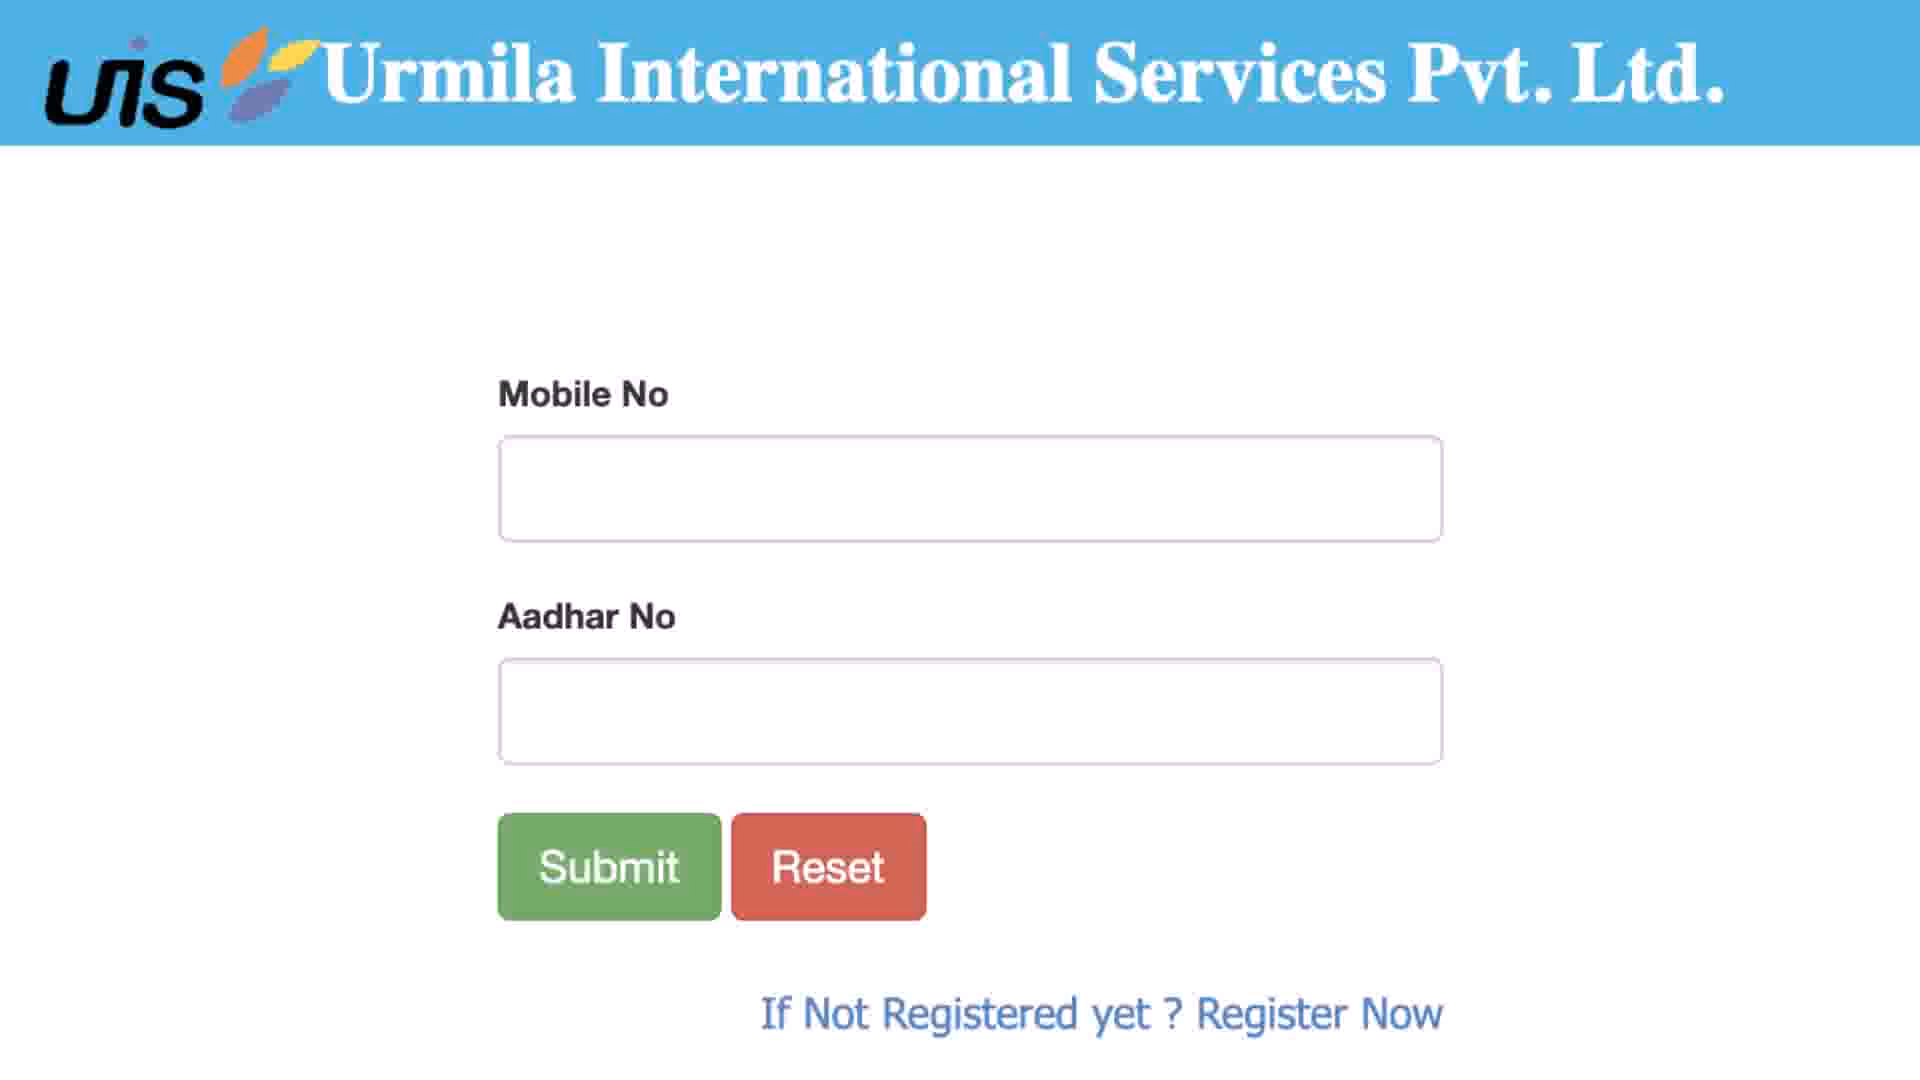 UIS Urmila International Services Pvt. Ltd.
Mobile No
Aadhar No
Submit Reset
If Not Registered yet ? Register Now